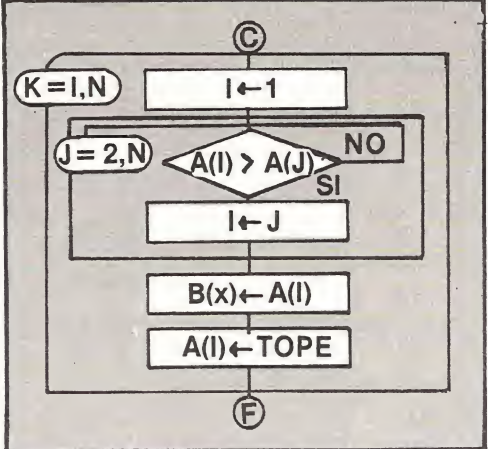 C
K = I,N
I ← 1
J = 2,N
A(I) > A(J)
NO
SI
I ← J
B(x) ← A(I)
A(I) ← TOPE
F